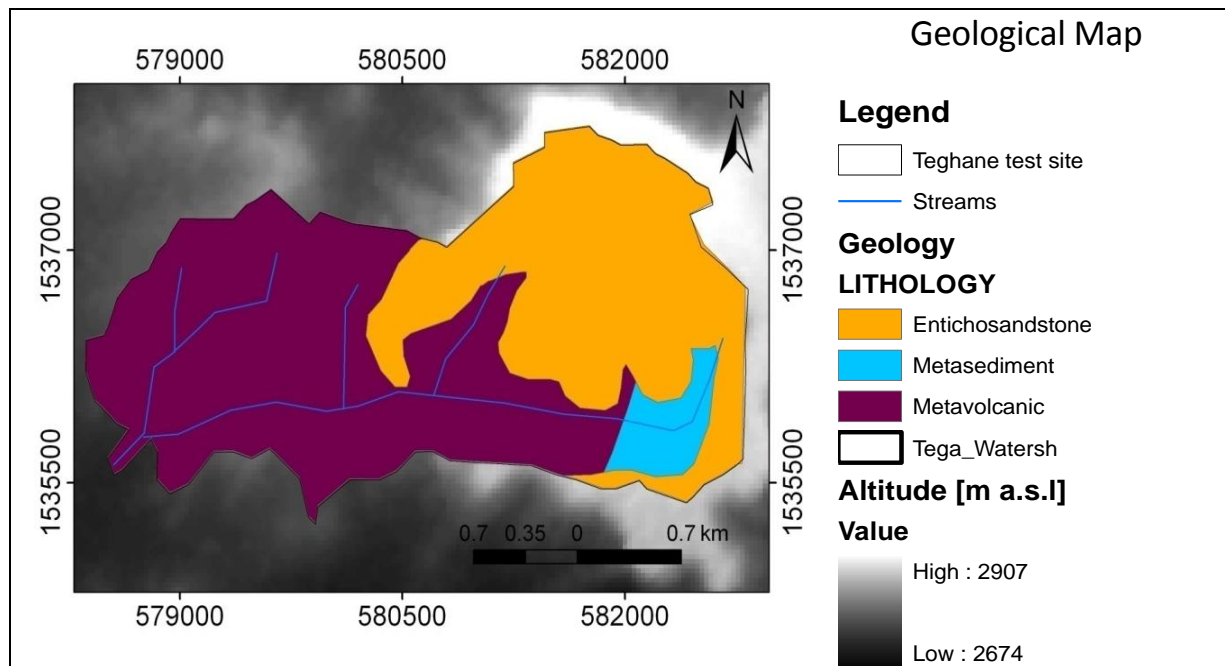 Geological Map
579000 580500 582000
N
1537000 1537000
1535500 1535500
0.7 0.35 0 0.7 km
579000 580500 582000
Legend
Teghane test site
Streams
Geology
LITHOLOGY
Entichosandstone
Metasediment
Metavolcanic
Tega_Watersh
Altitude [m a.s.l]
Value
High : 2907
Low : 2674